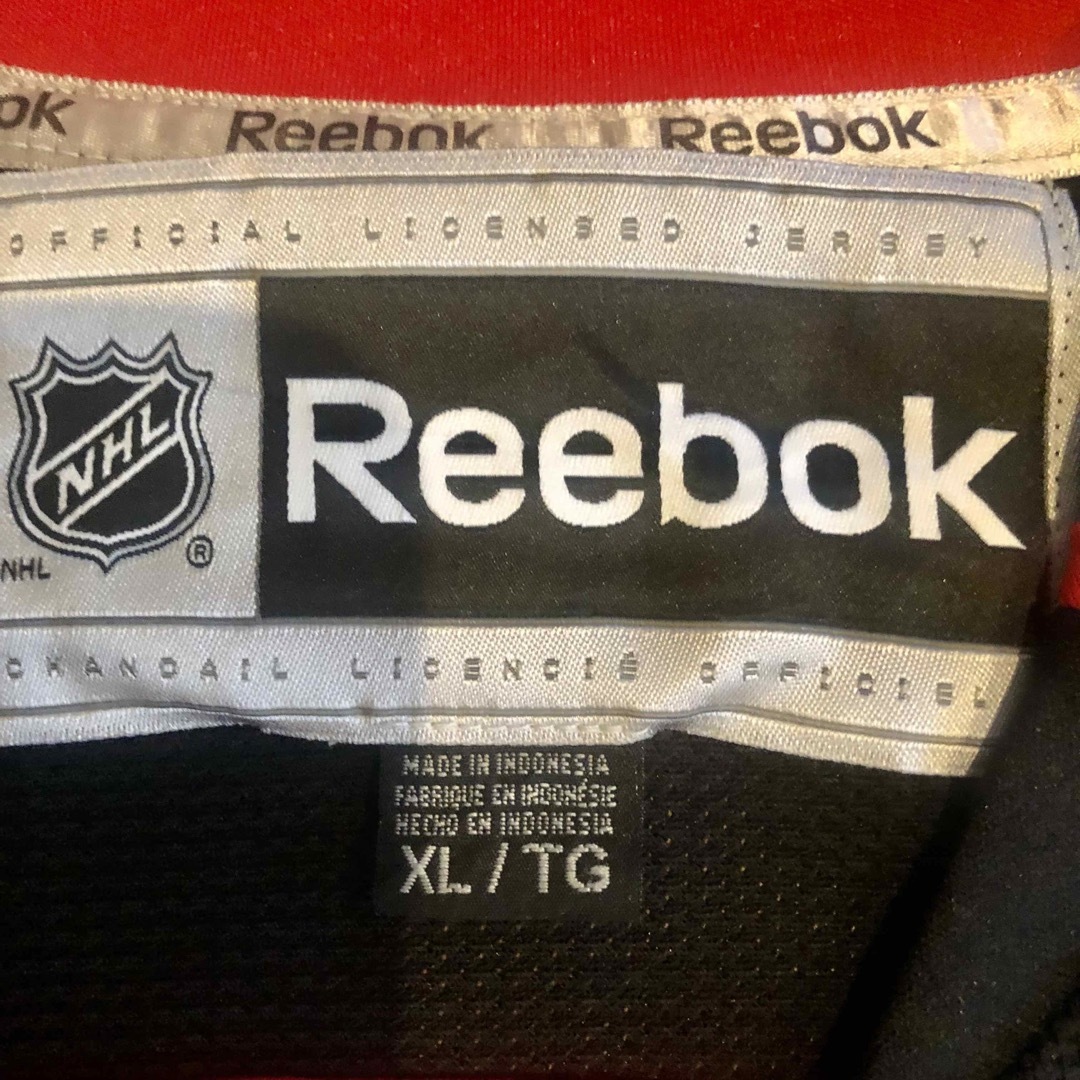 ok Reebok Reebok
OFFICIAL LICENSED JERSEY
NHL
Reebok
®
NHL
CHANDAIL LICENCIÉ OFFICIEL
MADE IN INDONESIA
FABRIQUE EN INDONÉSIE
HECHO EN INDONESIA
XL / TG